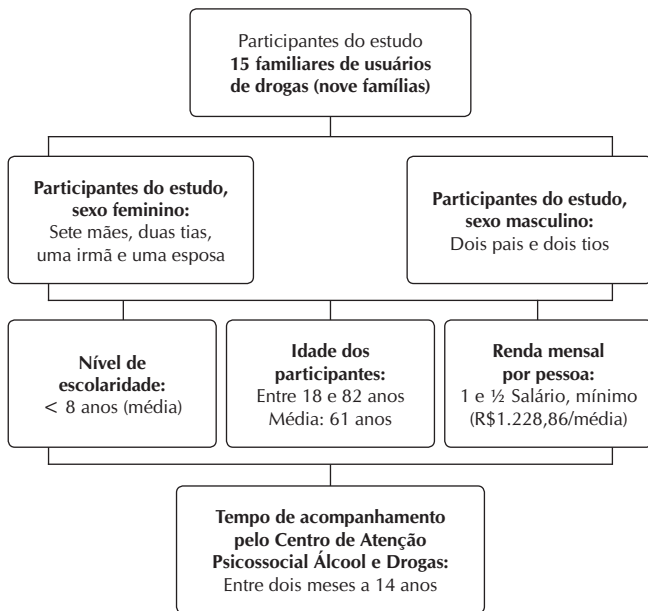 Participantes do estudo
15 familiares de usuários
de drogas (nove famílias)
Participantes do estudo,
sexo feminino:
Sete mães, duas tias,
uma irmã e uma esposa
Participantes do estudo,
sexo masculino:
Dois pais e dois tios
Nível de
escolaridade:
< 8 anos (média)
Idade dos
participantes:
Entre 18 e 82 anos
Média: 61 anos
Renda mensal
por pessoa:
1 e ½ Salário, mínimo
(R$1.228,86/média)
Tempo de acompanhamento
pelo Centro de Atenção
Psicossocial Álcool e Drogas:
Entre dois meses a 14 anos